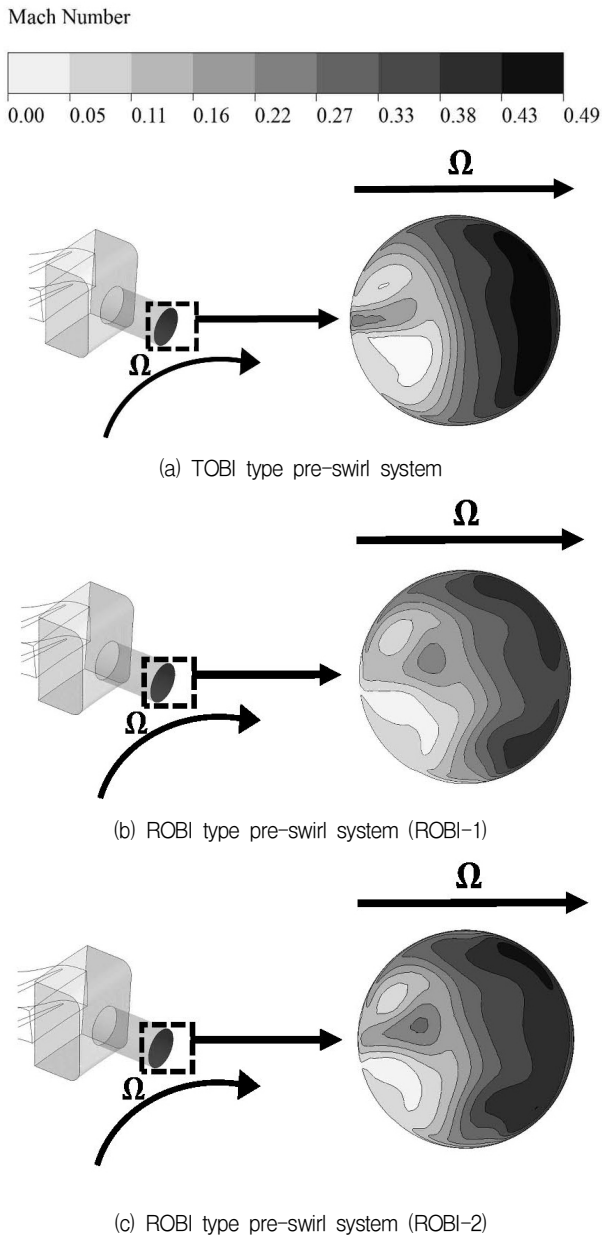 Mach Number
0.00 0.05 0.11 0.16 0.22 0.27 0.33 0.38 0.43 0.49
Ω
Ω
(a) TOBI type pre-swirl system
Ω
Ω
(b) ROBI type pre-swirl system (ROBI-1)
Ω
Ω
(c) ROBI type pre-swirl system (ROBI-2)